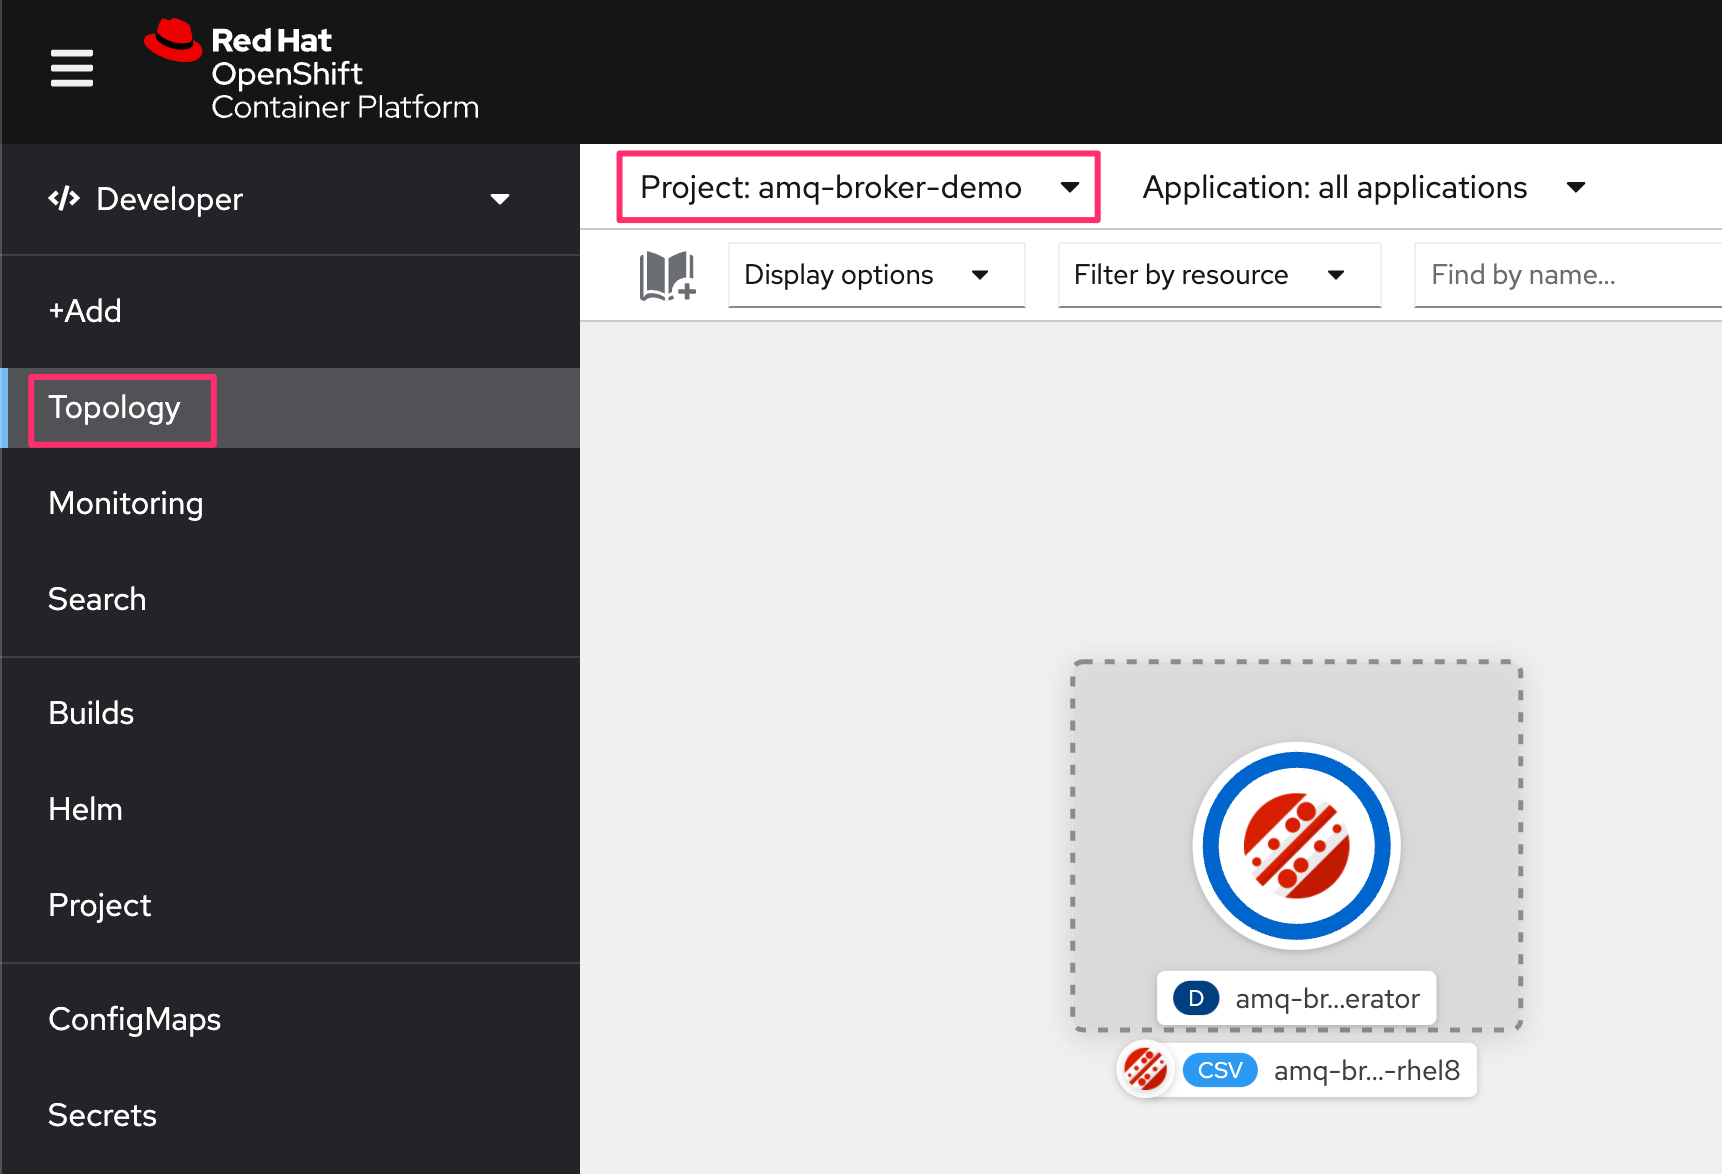 Red Hat
OpenShift
Container Platform
Developer
+Add
Topology
Monitoring
Search
Builds
Helm
Project
ConfigMaps
Secrets
Project: amq-broker-demo
Application: all applications
Display options
Filter by resource
Find by name...
D amq-br...erator
CSV amq-br...-rhel8